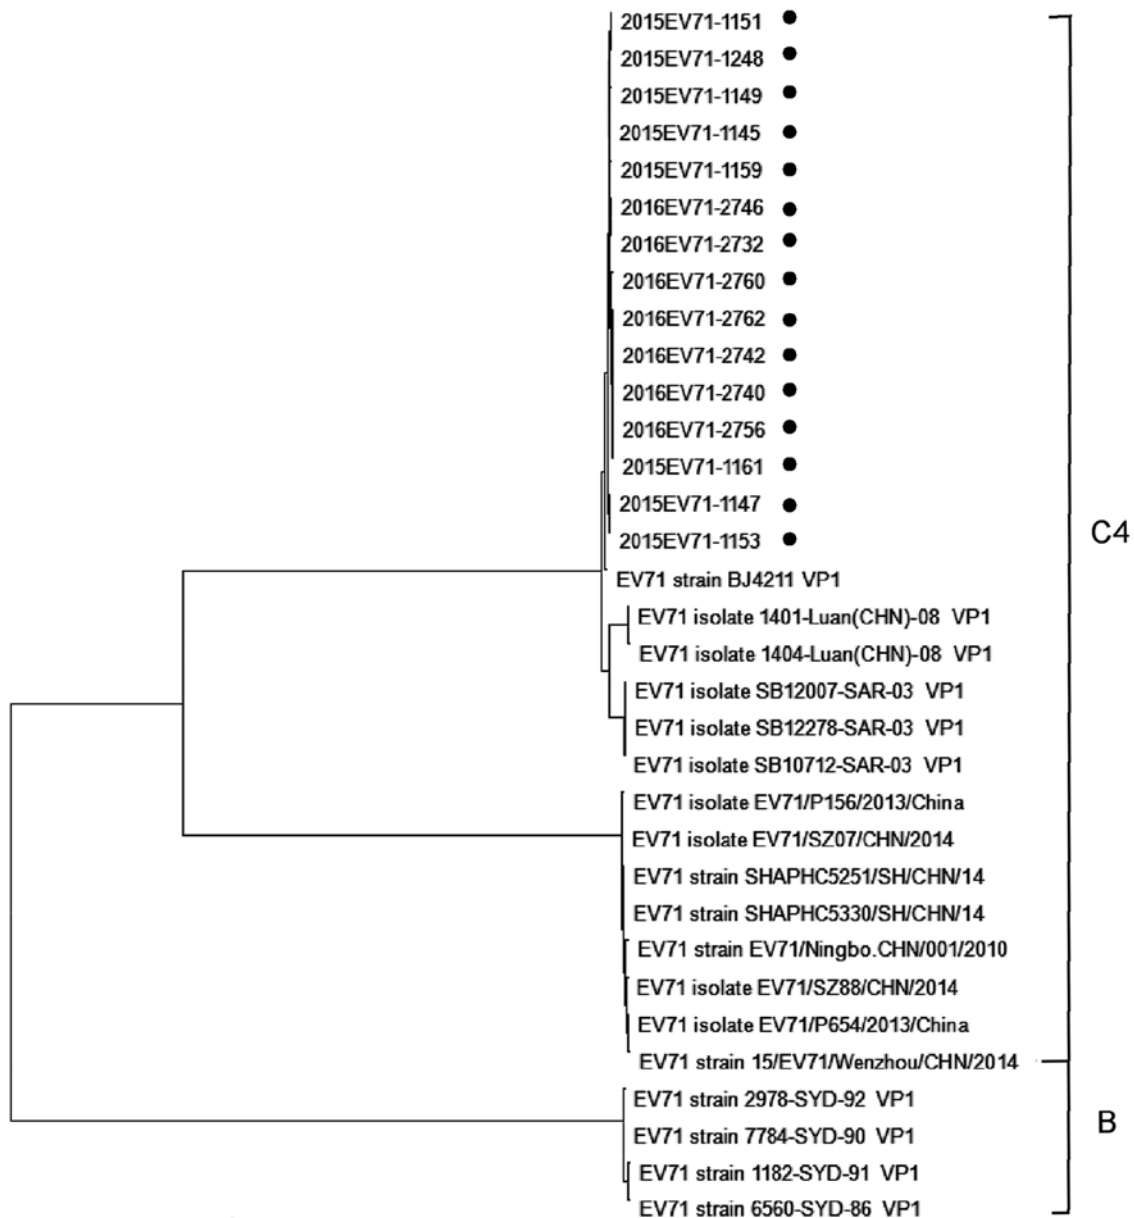 2015EV71-1151
2015EV71-1248
2015EV71-1149
2015EV71-1145
2015EV71-1159
2016EV71-2746
2016EV71-2732
2016EV71-2760
2016EV71-2762
2016EV71-2742
2016EV71-2740
2016EV71-2756
2015EV71-1161
2015EV71-1147
2015EV71-1153
C4
EV71 strain BJ4211 VP1
EV71 isolate 1401-Luan(CHN)-08 VP1
EV71 isolate 1404-Luan(CHN)-08 VP1
EV71 isolate SB12007-SAR-03 VP1
EV71 isolate SB12278-SAR-03 VP1
EV71 isolate SB10712-SAR-03 VP1
EV71 isolate EV71/P156/2013/China
EV71 isolate EV71/SZ07/CHN/2014
EV71 strain SHAPHC5251/SH/CHN/14
EV71 strain SHAPHC5330/SH/CHN/14
EV71 strain EV71/Ningbo.CHN/001/2010
EV71 isolate EV71/SZ88/CHN/2014
EV71 isolate EV71/P654/2013/China
EV71 strain 15/EV71/Wenzhou/CHN/2014
EV71 strain 2978-SYD-92 VP1
B
EV71 strain 7784-SYD-90 VP1
EV71 strain 1182-SYD-91 VP1
EV71 strain 6560-SYD-86 VP1